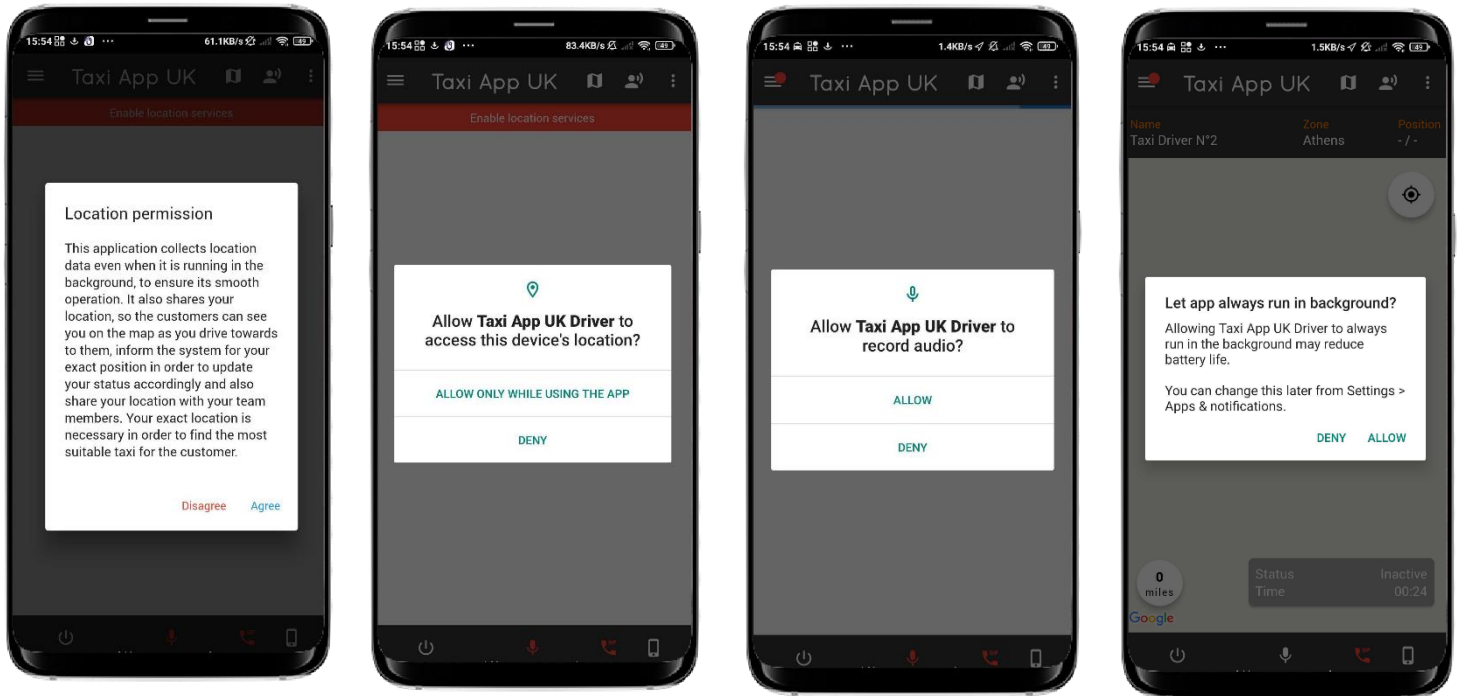 15:54 ... 61.1KB/s 49
Taxi App UK
Enable location services
Location permission
This application collects location
data even when it is running in the
background, to ensure its smooth
operation. It also shares your
location, so the customers can see
you on the map as you drive towards
to them, inform the system for your
exact position in order to update
your status accordingly and also
share your location with your team
members. Your exact location is
necessary in order to find the most
suitable taxi for the customer.
Disagree Agree
15:54 ... 83.4KB/s 49
Taxi App UK
Enable location services
Allow Taxi App UK Driver to
access this device's location?
ALLOW ONLY WHILE USING THE APP
DENY
15:54 ... 1.4KB/s 49
Taxi App UK
Allow Taxi App UK Driver to
record audio?
ALLOW
DENY
15:54 ... 1.5KB/s 49
Taxi App UK
Name Zone Position
Taxi Driver N°2 Athens - / -
Let app always run in background?
Allowing Taxi App UK Driver to always
run in the background may reduce
battery life.
You can change this later from Settings >
Apps & notifications.
DENY ALLOW
0
miles
Status Inactive
Time 00:24
Google